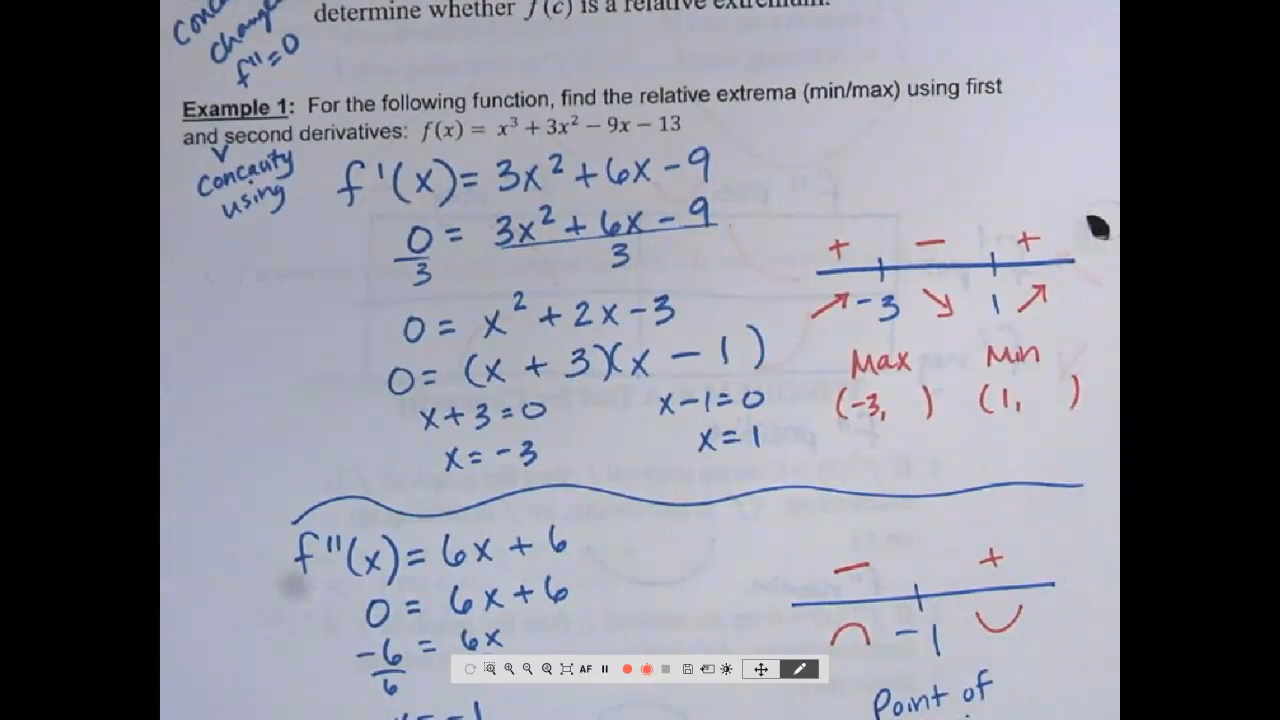 determine whether f(c) is a relative extremum.
Conca
change
f''=0
Example 1: For the following function, find the relative extrema (min/max) using first
and second derivatives: f(x) = x³ + 3x² − 9x − 13
Concavity
using
f'(x) = 3x² + 6x − 9
0/3 = (3x² + 6x − 9)/3
0 = x² + 2x − 3
0 = (x + 3)(x − 1)
x + 3 = 0 x − 1 = 0
x = −3 x = 1
+ − +
↗ −3 ↘ 1 ↗
Max Min
(−3, ) (1, )
f''(x) = 6x + 6
0 = 6x + 6
−6/6 = 6x
x = −1
− +
−1
Point of
AF